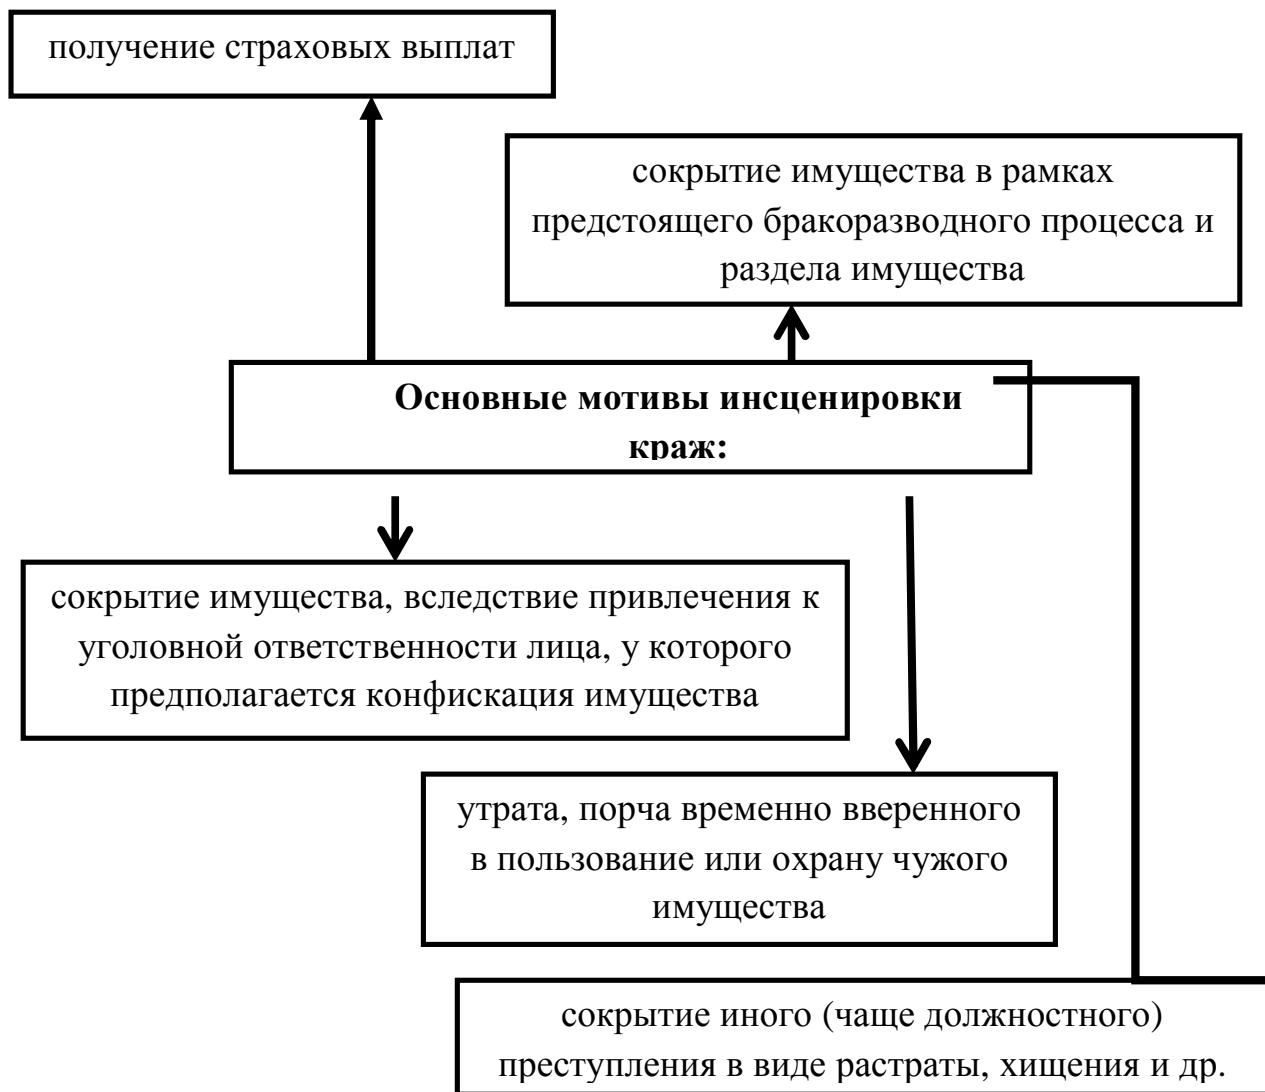 получение страховых выплат
сокрытие имущества в рамках
предстоящего бракоразводного процесса и
раздела имущества
Основные мотивы инсценировки
краж:
сокрытие имущества, вследствие привлечения к
уголовной ответственности лица, у которого
предполагается конфискация имущества
утрата, порча временно вверенного
в пользование или охрану чужого
имущества
сокрытие иного (чаще должностного)
преступления в виде растраты, хищения и др.